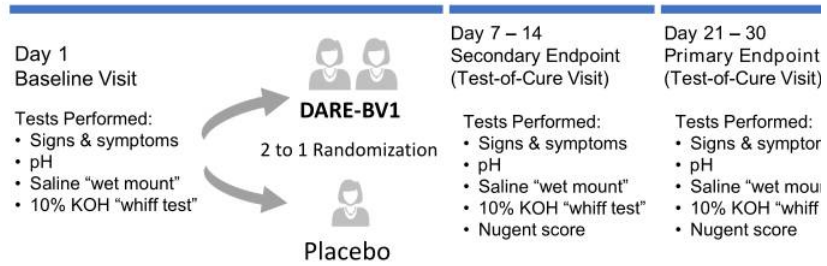 Day 1
Baseline Visit
Tests Performed:
• Signs & symptoms
• pH
• Saline “wet mount”
• 10% KOH “whiff test”
DARE-BV1
2 to 1 Randomization
Placebo
Day 7 – 14
Secondary Endpoint
(Test-of-Cure Visit)
Tests Performed:
• Signs & symptoms
• pH
• Saline “wet mount”
• 10% KOH “whiff test”
• Nugent score
Day 21 – 30
Primary Endpoint
(Test-of-Cure Visit)
Tests Performed:
• Signs &
• pH
• Saline “wet
• 10% KOH “whiff
• Nugent score